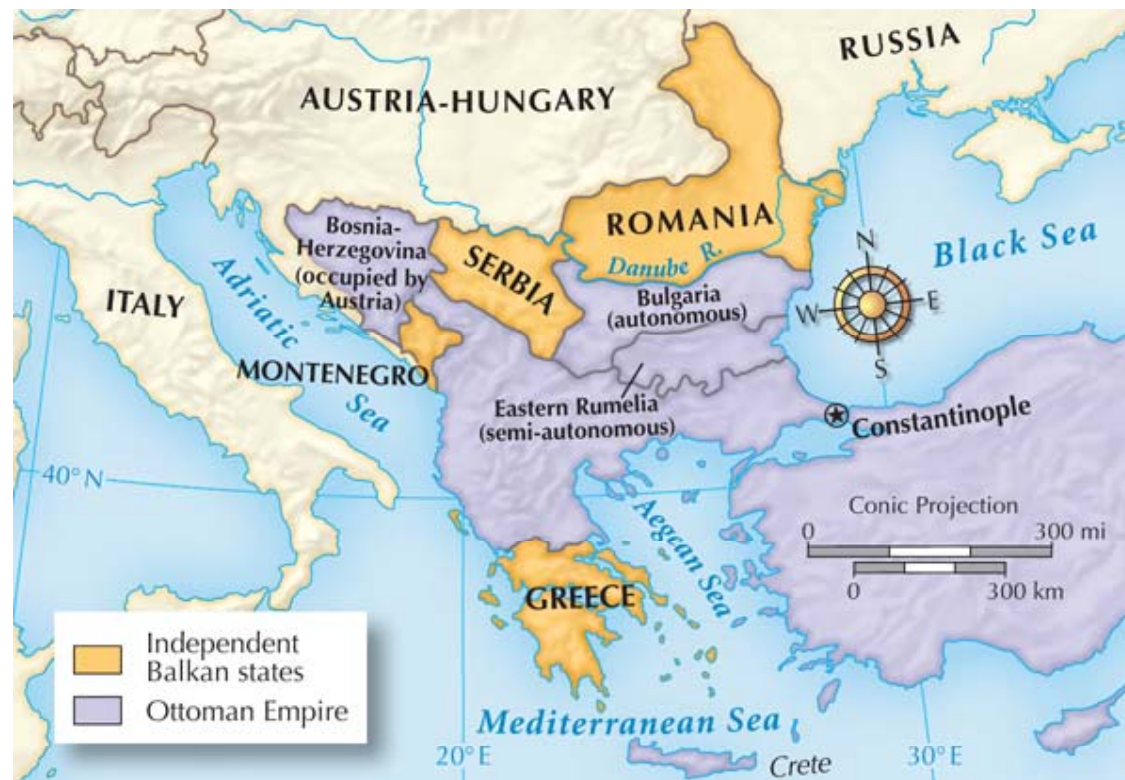 RUSSIA
AUSTRIA-HUNGARY
ROMANIA
Danube R.
Black Sea
Bosnia-
Herzegovina
(occupied by
Austria)
SERBIA
Bulgaria
(autonomous)
N
W
E
S
ITALY
Adriatic
Sea
MONTENEGRO
Eastern Rumelia
(semi-autonomous)
Constantinople
40° N
Aegean Sea
Conic Projection
0
300 mi
0
300 km
GREECE
Independent
Balkan states
Ottoman Empire
Mediterranean Sea
20° E
Crete
30° E